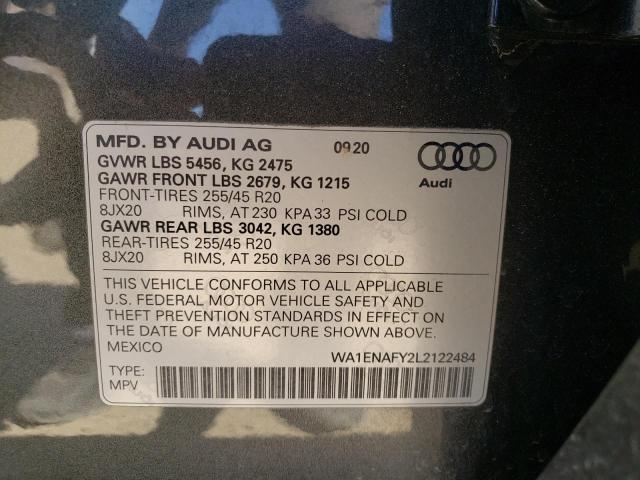 MFD. BY AUDI AG 0920
GVWR LBS 5456, KG 2475
GAWR FRONT LBS 2679, KG 1215
FRONT-TIRES 255/45 R20
8JX20 RIMS, AT 230 KPA 33 PSI COLD
GAWR REAR LBS 3042, KG 1380
REAR-TIRES 255/45 R20
8JX20 RIMS, AT 250 KPA 36 PSI COLD
Audi
THIS VEHICLE CONFORMS TO ALL APPLICABLE
U.S. FEDERAL MOTOR VEHICLE SAFETY AND
THEFT PREVENTION STANDARDS IN EFFECT ON
THE DATE OF MANUFACTURE SHOWN ABOVE.
MEXICO
WA1ENAFY2L2122484
TYPE:
MPV